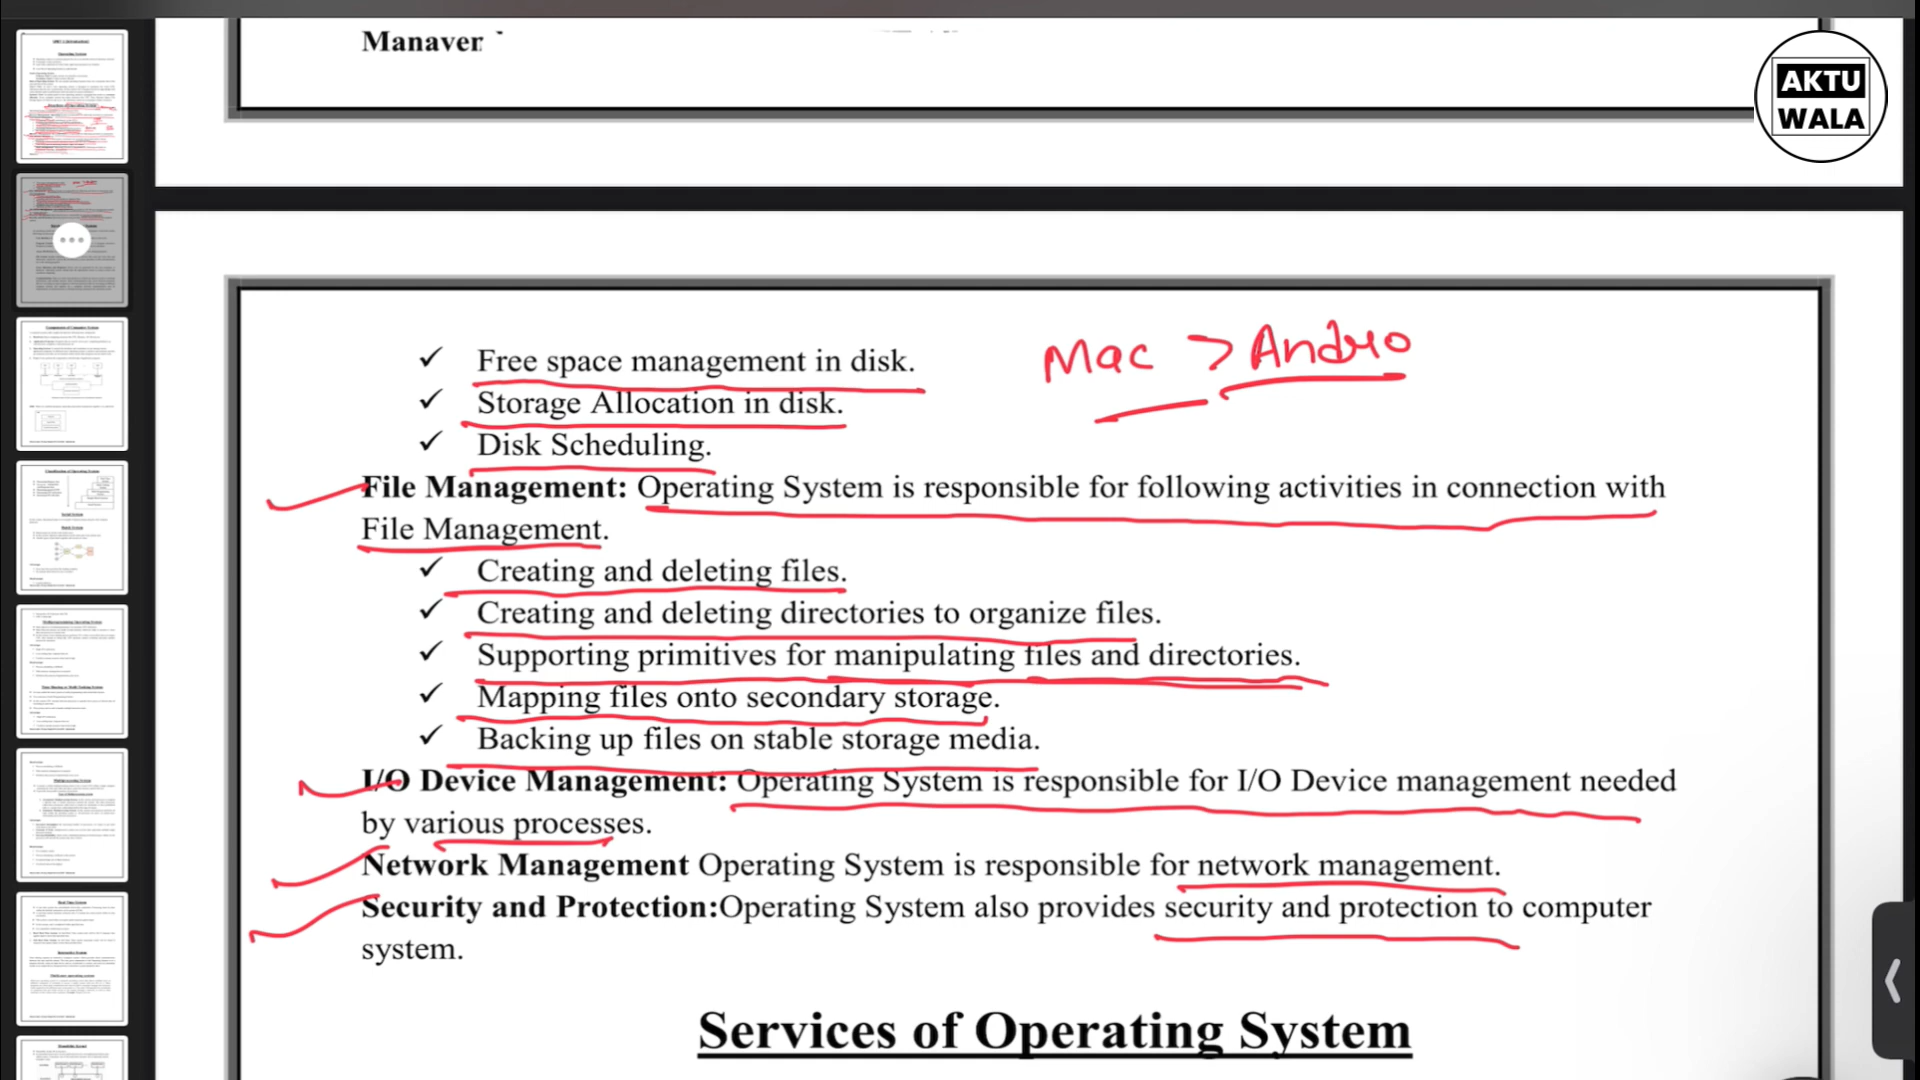 AKTU
WALA
Mac > Andro
✓ Free space management in disk.
✓ Storage Allocation in disk.
✓ Disk Scheduling.
File Management: Operating System is responsible for following activities in connection with
File Management.
✓ Creating and deleting files.
✓ Creating and deleting directories to organize files.
✓ Supporting primitives for manipulating files and directories.
✓ Mapping files onto secondary storage.
✓ Backing up files on stable storage media.
I/O Device Management: Operating System is responsible for I/O Device management needed
by various processes.
Network Management Operating System is responsible for network management.
Security and Protection:Operating System also provides security and protection to computer
system.
Services of Operating System